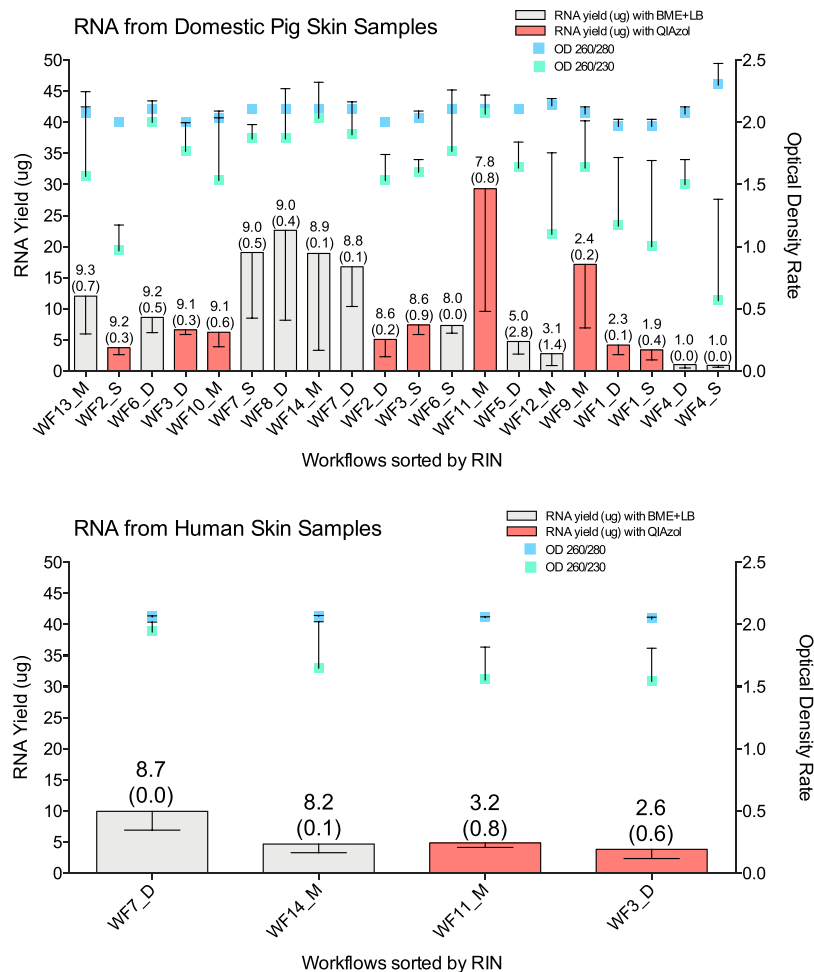 RNA from Domestic Pig Skin Samples
RNA yield (ug) with BME+LB
RNA yield (ug) with QIAzol
OD 260/280
OD 260/230
RNA Yield (ug)
50
45
40
35
30
25
20
15
10
5
0
9.3
(0.7)
9.2
(0.3)
9.2
(0.5)
9.1
(0.3)
9.1
(0.6)
9.0
(0.5)
9.0
(0.4)
8.9
(0.1)
8.8
(0.1)
8.6
(0.2)
8.6
(0.9)
8.0
(0.0)
7.8
(0.8)
5.0
(2.8)
3.1
(1.4)
2.4
(0.2)
2.3
(0.1)
1.9
(0.4)
1.0
(0.0)
1.0
(0.0)
2.5
2.0
1.5
1.0
0.5
0.0
Optical Density Rate
WF13_M
WF2_S
WF6_D
WF3_D
WF10_M
WF7_S
WF8_D
WF14_M
WF7_D
WF2_D
WF3_S
WF6_S
WF11_M
WF5_D
WF12_M
WF9_M
WF1_D
WF1_S
WF4_D
WF4_S
Workflows sorted by RIN
RNA from Human Skin Samples
RNA yield (ug) with BME+LB
RNA yield (ug) with QIAzol
OD 260/280
OD 260/230
RNA Yield (ug)
50
45
40
35
30
25
20
15
10
5
0
8.7
(0.0)
8.2
(0.1)
3.2
(0.8)
2.6
(0.6)
2.5
2.0
1.5
1.0
0.5
0.0
Optical Density Rate
WF7_D
WF14_M
WF11_M
WF3_D
Workflows sorted by RIN